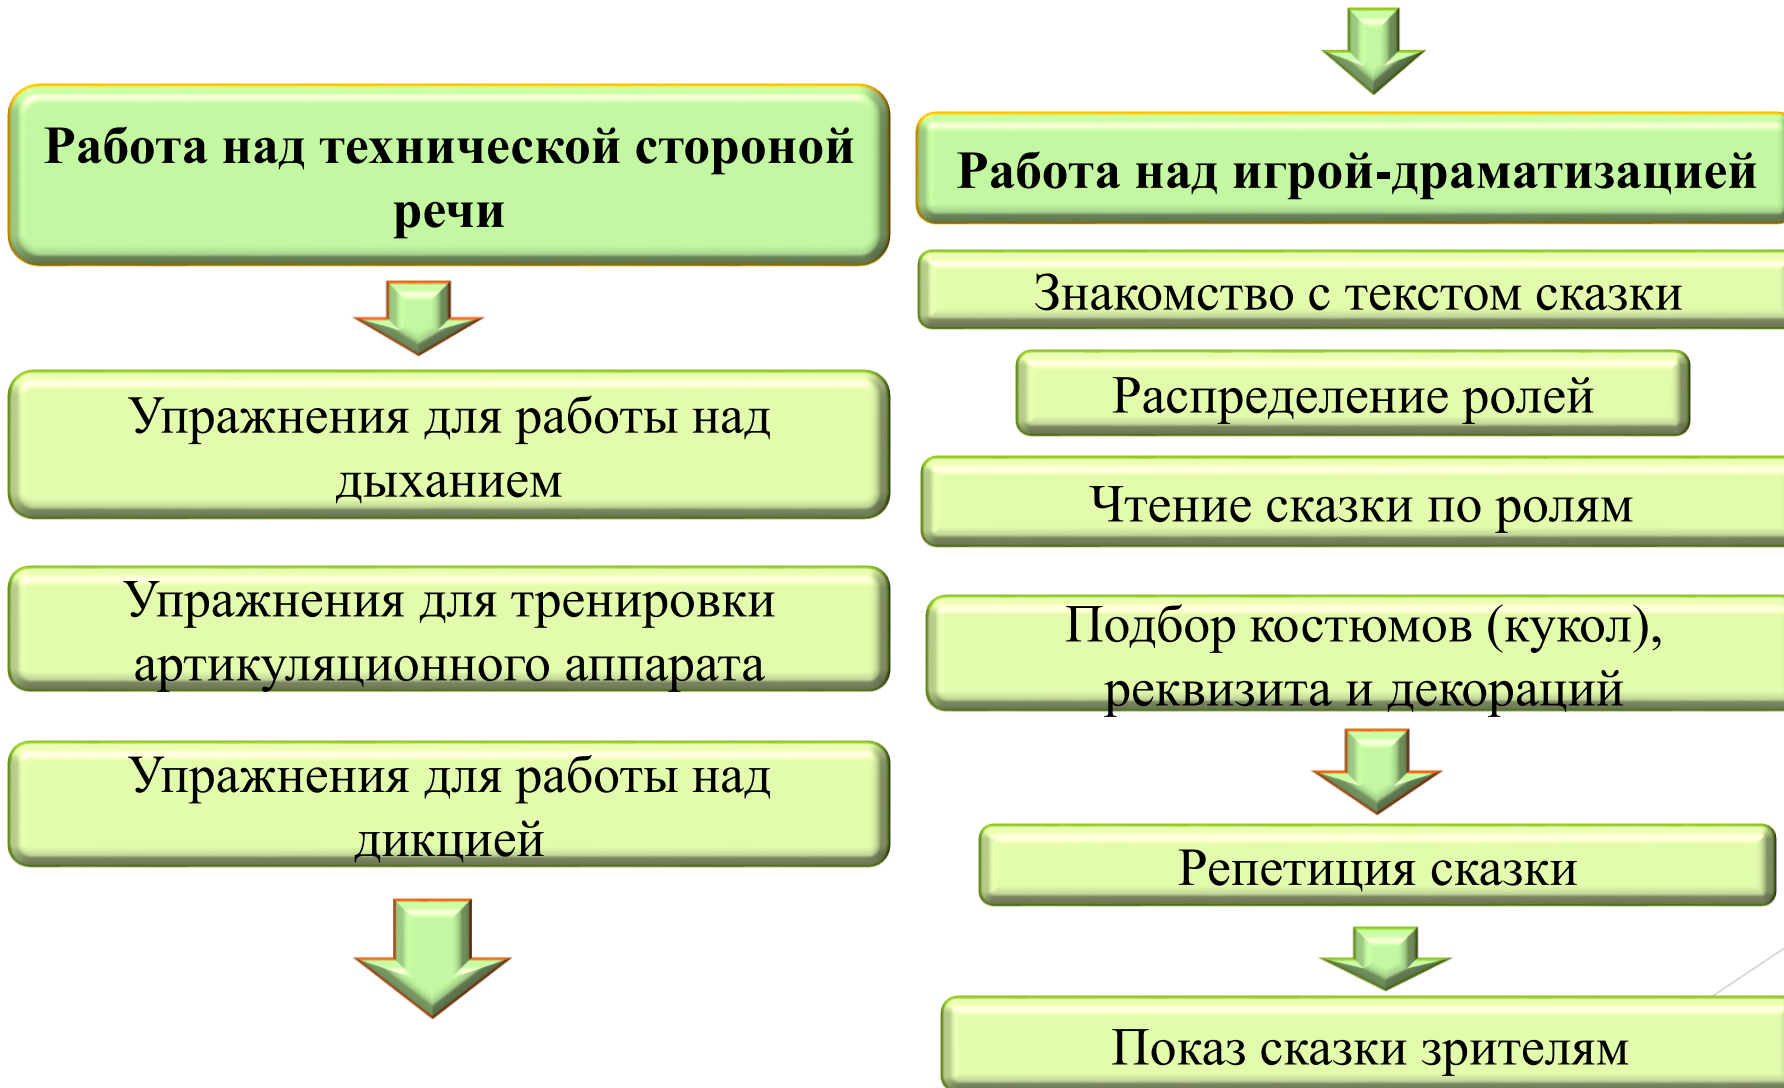 Работа над технической стороной
речи
Упражнения для работы над
дыханием
Упражнения для тренировки
артикуляционного аппарата
Упражнения для работы над
дикцией
Работа над игрой-драматизацией
Знакомство с текстом сказки
Распределение ролей
Чтение сказки по ролям
Подбор костюмов (кукол),
реквизита и декораций
Репетиция сказки
Показ сказки зрителям